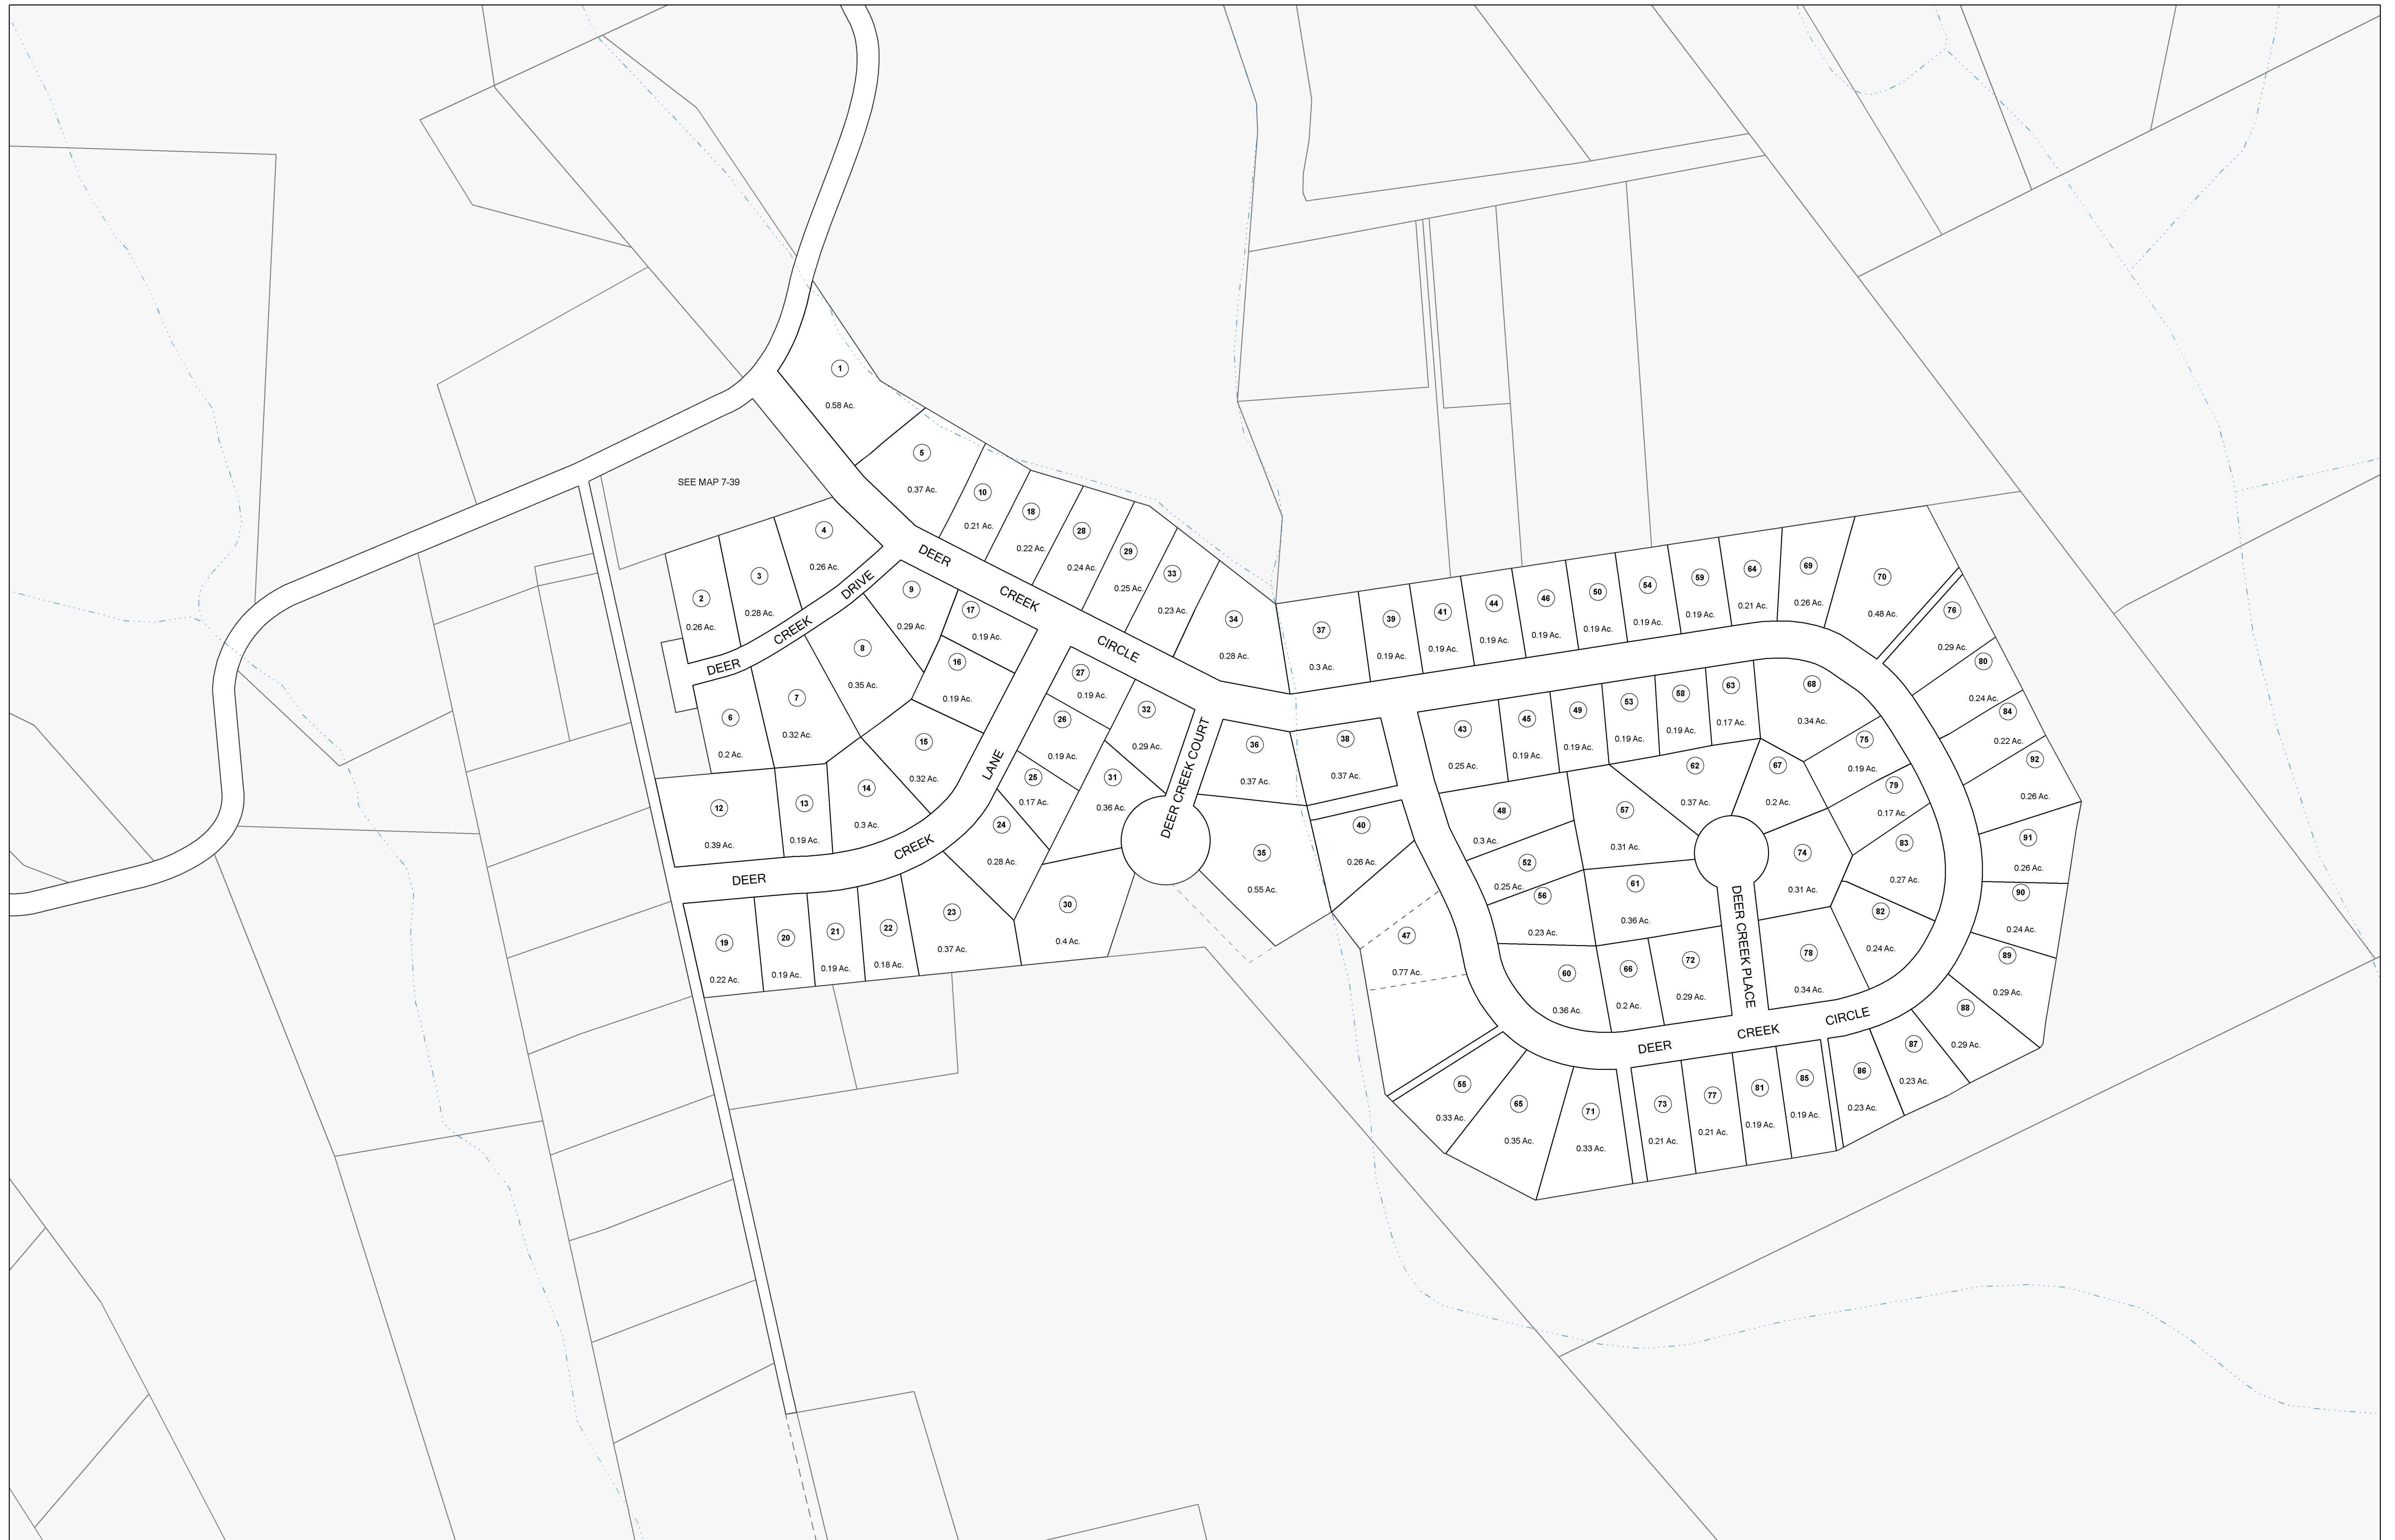 1
0.58 Ac.
5
0.37 Ac.
SEE MAP 7-39
10
0.21 Ac.
18
0.22 Ac.
28
0.24 Ac.
29
0.25 Ac.
33
0.23 Ac.
34
0.28 Ac.
4
0.26 Ac.
3
0.28 Ac.
2
0.26 Ac.
DEER CREEK DRIVE
DEER CREEK CIRCLE
9
0.29 Ac.
17
0.19 Ac.
16
0.19 Ac.
8
0.35 Ac.
7
0.32 Ac.
6
0.2 Ac.
15
0.32 Ac.
14
0.3 Ac.
13
0.19 Ac.
12
0.39 Ac.
DEER CREEK LANE
27
0.19 Ac.
26
0.19 Ac.
32
0.29 Ac.
25
0.17 Ac.
31
0.36 Ac.
24
0.28 Ac.
DEER CREEK COURT
19
0.22 Ac.
20
0.19 Ac.
21
0.19 Ac.
22
0.18 Ac.
23
0.37 Ac.
30
0.4 Ac.
36
0.37 Ac.
38
0.37 Ac.
35
0.55 Ac.
40
0.26 Ac.
47
0.77 Ac.
37
0.3 Ac.
39
0.19 Ac.
41
0.19 Ac.
44
0.19 Ac.
46
0.19 Ac.
50
0.19 Ac.
54
0.19 Ac.
59
0.19 Ac.
64
0.21 Ac.
69
0.26 Ac.
70
0.48 Ac.
76
0.29 Ac.
80
0.24 Ac.
84
0.22 Ac.
92
0.26 Ac.
91
0.26 Ac.
90
0.24 Ac.
89
0.29 Ac.
88
0.29 Ac.
87
0.23 Ac.
86
0.23 Ac.
43
0.25 Ac.
45
0.19 Ac.
49
0.19 Ac.
53
0.19 Ac.
58
0.19 Ac.
63
0.17 Ac.
68
0.34 Ac.
75
0.19 Ac.
79
0.17 Ac.
83
0.27 Ac.
82
0.24 Ac.
48
0.3 Ac.
57
0.31 Ac.
62
0.37 Ac.
67
0.2 Ac.
74
0.31 Ac.
52
0.25 Ac.
56
0.23 Ac.
61
0.36 Ac.
60
0.36 Ac.
66
0.2 Ac.
72
0.29 Ac.
78
0.34 Ac.
DEER CREEK PLACE
DEER CREEK CIRCLE
55
0.33 Ac.
65
0.35 Ac.
71
0.33 Ac.
73
0.21 Ac.
77
0.21 Ac.
81
0.19 Ac.
85
0.19 Ac.